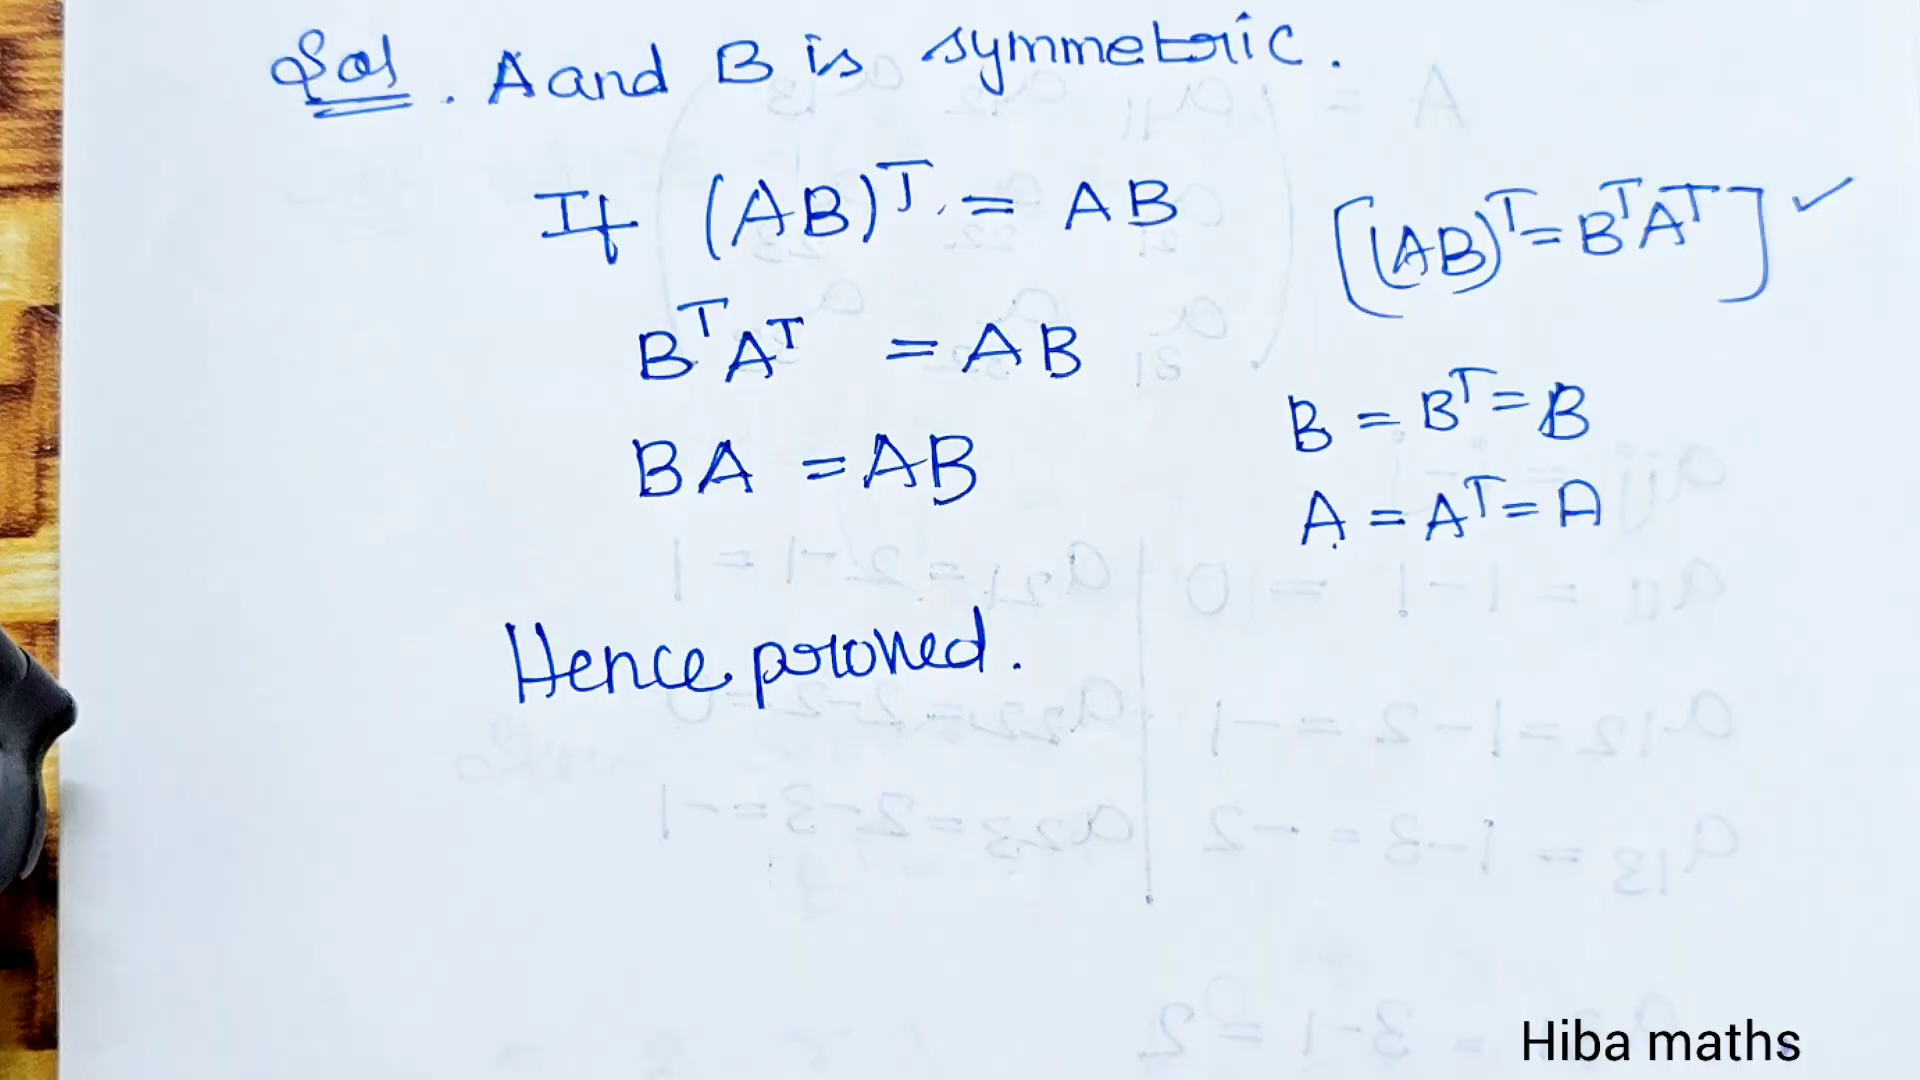 Sol. A and B is symmetric.
If (AB)ᵀ = AB [(AB)ᵀ = BᵀAᵀ] ✓
BᵀAᵀ = AB
B = Bᵀ = B
BA = AB
A = Aᵀ = A
Hence proved.
Hiba maths